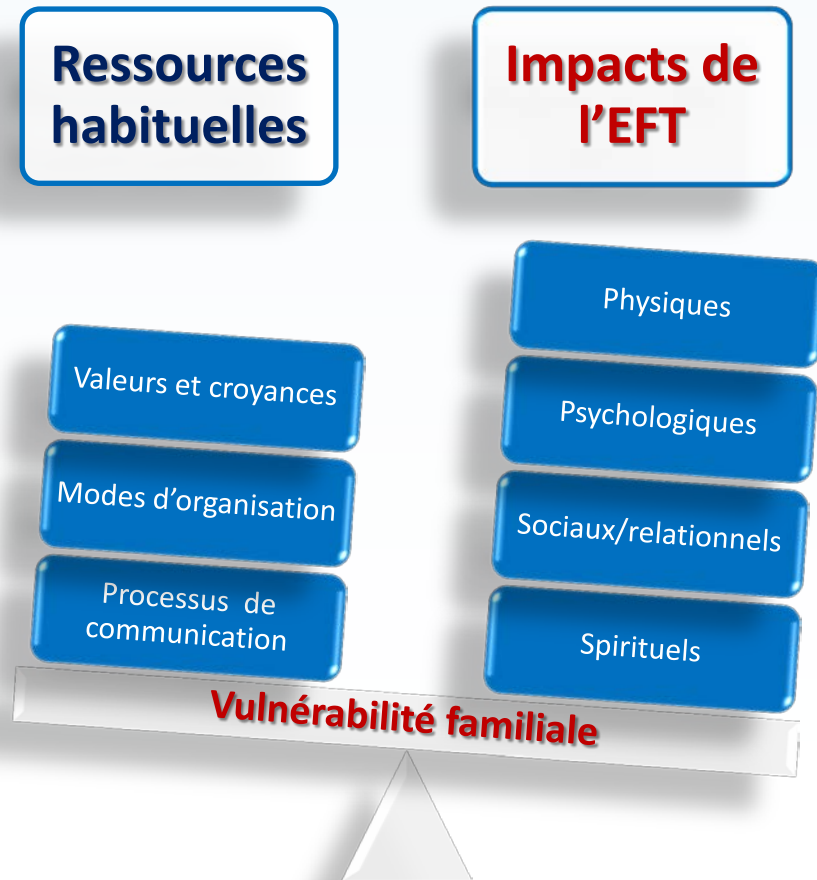 Ressources
habituelles
Impacts de
l’EFT
Valeurs et croyances
Modes d’organisation
Processus de
communication
Physiques
Psychologiques
Sociaux/relationnels
Spirituels
Vulnérabilité familiale